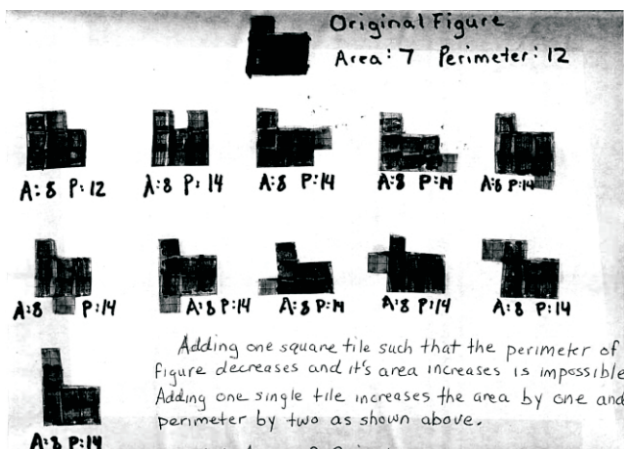 Original Figure
Area: 7 Perimeter: 12
A: 8 P: 12
A: 8 P: 14
A: 8 P: 14
A: 8 P: 14
A: 8 P: 14
A: 8 P: 14
A: 8 P: 14
A: 8 P: 14
A: 8 P: 14
A: 8 P: 14
A: 8 P: 14
Adding one square tile such that the perimeter of
figure decreases and it's area increases is impossible
Adding one single tile increases the area by one and
perimeter by two as shown above.